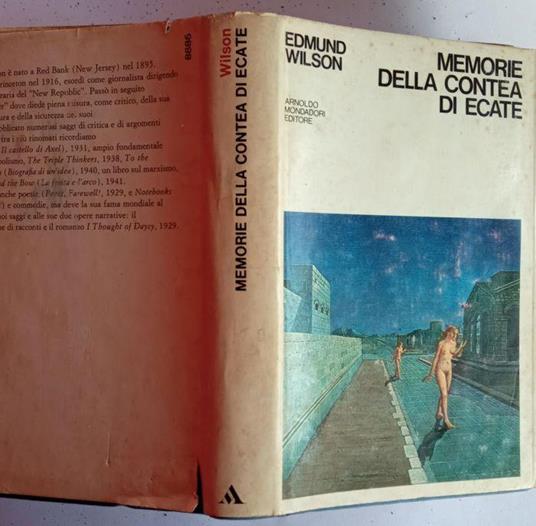 on è nato a Red Bank (New Jersey) nel 1895.
rinceton nel 1916, esordì come giornalista dirigendo
raria del "New Republic". Passò in seguito
er" dove diede piena misura, come critico, della sua
ura e della sicurezza de. suoi
bblicato numerosi saggi di critica e di argomenti
tra i più rinomati ricordiamo
Il castello di Axel), 1931, ampio fondamentale
bolismo, The Triple Thinkers, 1938, To the
(Biografia di un'idea), 1940, un libro sul marxismo,
d the Bow (La ferita e l'arco), 1941.
anche poesie (Poets, Farewell!, 1929, e Notebooks
) e commedie, ma deve la sua fama mondiale al
oi saggi e alle sue due opere narrative: il
e di racconti e il romanzo I Thought of Daysy, 1929.
8886
Wilson
MEMORIE DELLA CONTEA DI ECATE
EDMUND
WILSON
ARNOLDO
MONDADORI
EDITORE
MEMORIE
DELLA CONTEA
DI ECATE